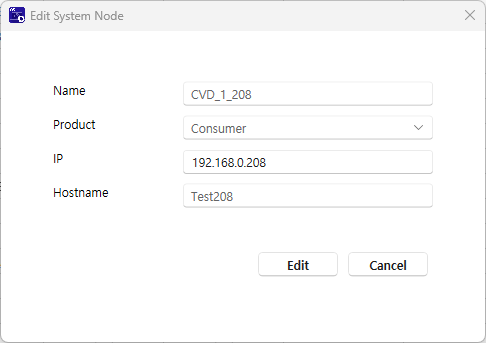 Edit System Node
Name CVD_1_208
Product Consumer
IP 192.168.0.208
Hostname Test208
Edit Cancel